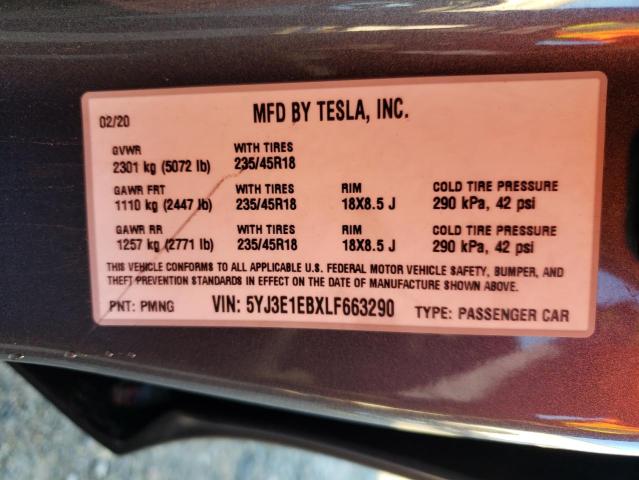 02/20 MFD BY TESLA, INC.
GVWR WITH TIRES
2301 kg (5072 lb) 235/45R18
GAWR FRT WITH TIRES RIM COLD TIRE PRESSURE
1110 kg (2447 lb) 235/45R18 18X8.5 J 290 kPa, 42 psi
GAWR RR WITH TIRES RIM COLD TIRE PRESSURE
1257 kg (2771 lb) 235/45R18 18X8.5 J 290 kPa, 42 psi
THIS VEHICLE CONFORMS TO ALL APPLICABLE U.S. FEDERAL MOTOR VEHICLE SAFETY, BUMPER, AND
THEFT PREVENTION STANDARDS IN EFFECT ON THE DATE OF MANUFACTURE SHOWN ABOVE.
PNT: PMNG VIN: 5YJ3E1EBXLF663290 TYPE: PASSENGER CAR